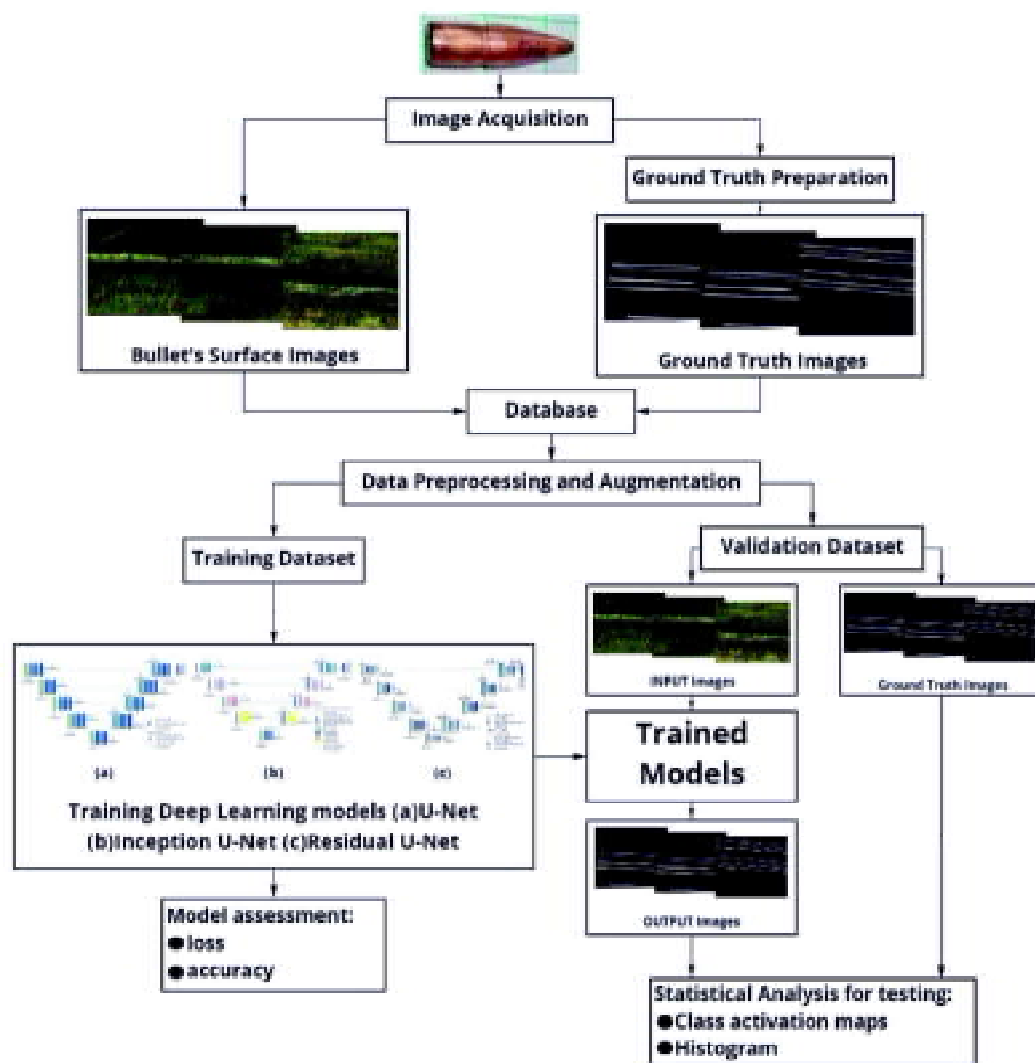 Image Acquisition
Ground Truth Preparation
Bullet's Surface Images
Ground Truth Images
Database
Data Preprocessing and Augmentation
Training Dataset
Validation Dataset
INPUT Images
Ground Truth Images
(a)
(b)
(c)
Training Deep Learning models (a)U-Net
(b)Inception U-Net (c)Residual U-Net
Trained
Models
OUTPUT Images
Model assessment:
● loss
● accuracy
Statistical Analysis for testing:
●Class activation maps
●Histogram